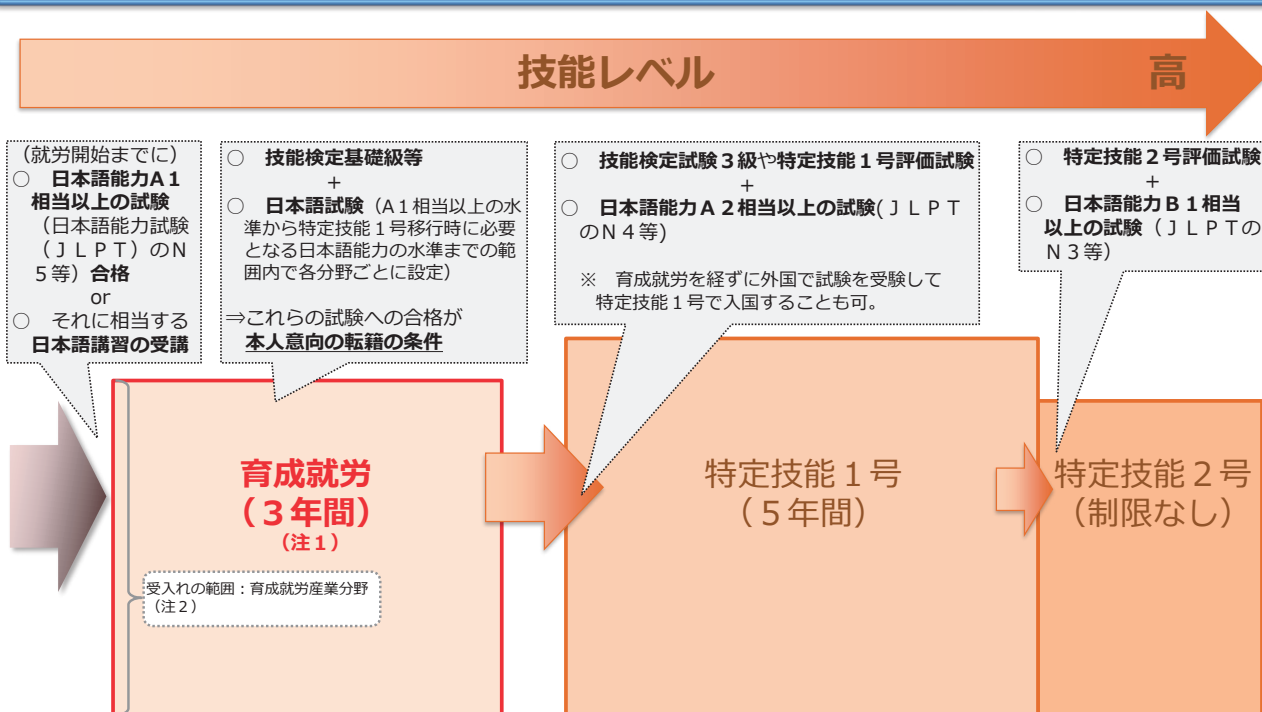 技能レベル 高
（就労開始までに）
○　日本語能力A１
相当以上の試験
（日本語能力試験
（ＪＬＰＴ）のＮ
５等）合格
or
○　それに相当する
日本語講習の受講
○　技能検定基礎級等
+
○　日本語試験（A１相当以上の水
準から特定技能１号移行時に必要
となる日本語能力の水準までの範
囲内で各分野ごとに設定）
⇒これらの試験への合格が
本人意向の転籍の条件
○　技能検定試験３級や特定技能１号評価試験
+
○　日本語能力Ａ２相当以上の試験(ＪＬＰＴ
のＮ４等)
※　育成就労を経ずに外国で試験を受験して
特定技能１号で入国することも可。
○　特定技能２号評価試験
+
○　日本語能力Ｂ１相当
以上の試験（ＪＬＰＴの
Ｎ３等）
育成就労
（３年間）
（注１）
受入れの範囲：育成就労産業分野
（注２）
特定技能１号
（５年間）
特定技能２号
（制限なし）